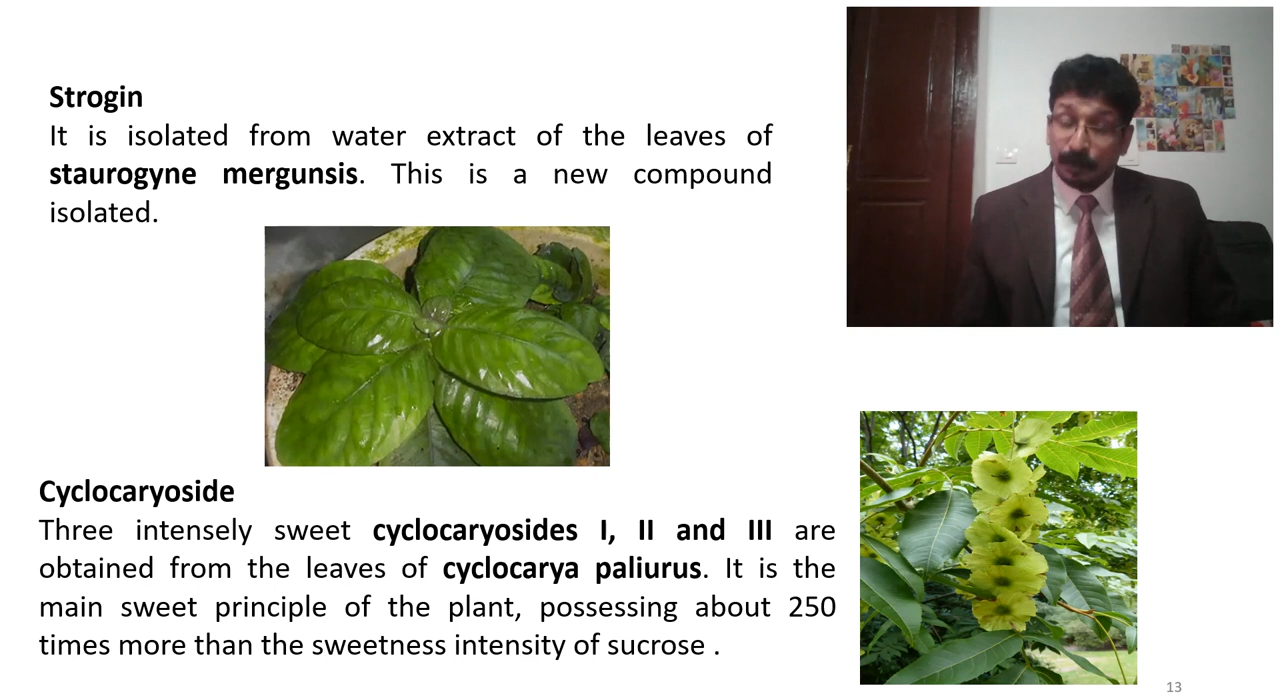 Strogin
It is isolated from water extract of the leaves of
staurogyne mergunsis. This is a new compound
isolated.
Cyclocaryoside
Three intensely sweet cyclocaryosides I, II and III are
obtained from the leaves of cyclocarya paliurus. It is the
main sweet principle of the plant, possessing about 250
times more than the sweetness intensity of sucrose .
13